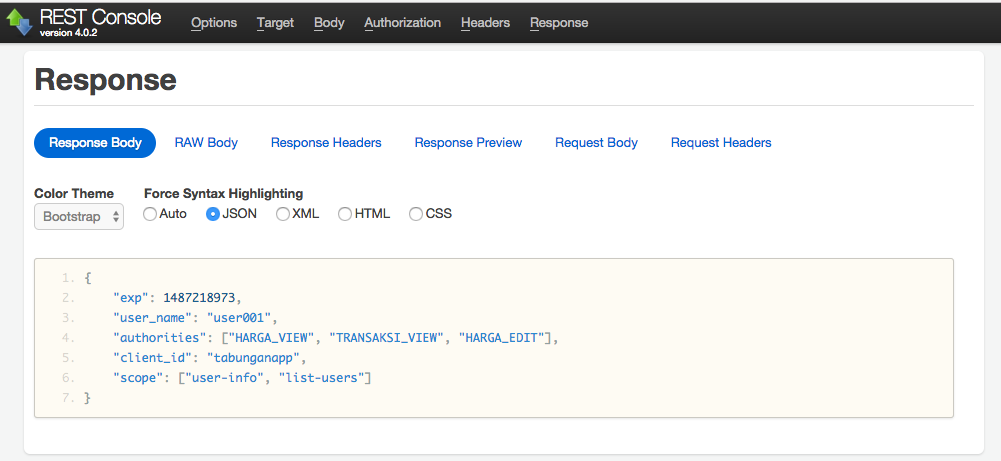 REST Console
version 4.0.2
Options Target Body Authorization Headers Response
Response
Response Body RAW Body Response Headers Response Preview Request Body Request Headers
Color Theme Force Syntax Highlighting
Bootstrap Auto JSON XML HTML CSS
1. {
2. "exp": 1487218973,
3. "user_name": "user001",
4. "authorities": ["HARGA_VIEW", "TRANSAKSI_VIEW", "HARGA_EDIT"],
5. "client_id": "tabunganapp",
6. "scope": ["user-info", "list-users"]
7. }